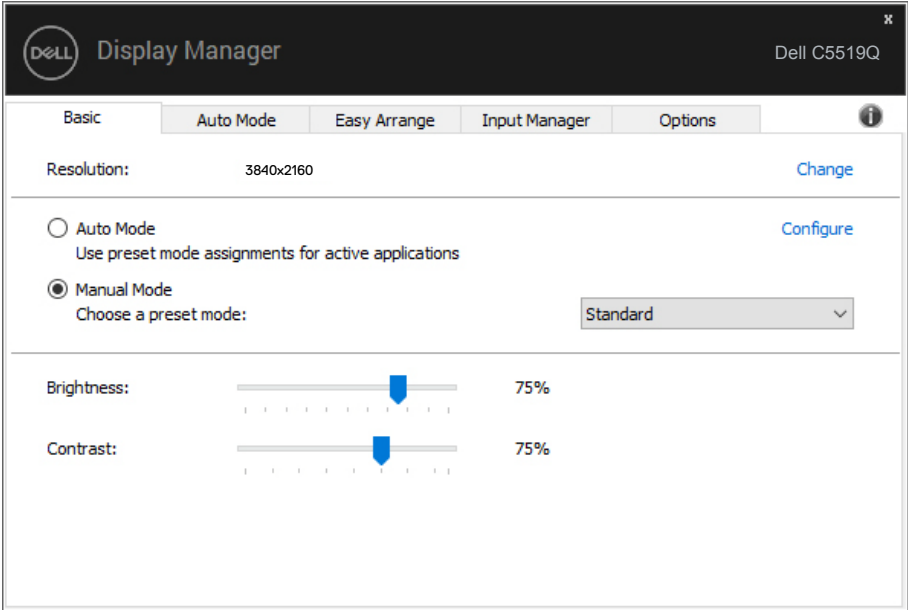 x
DELL Display Manager
Dell C5519Q
Basic Auto Mode Easy Arrange Input Manager Options i
Resolution: 3840x2160 Change
Auto Mode Configure
Use preset mode assignments for active applications
Manual Mode
Choose a preset mode: Standard
Brightness: 75%
Contrast: 75%